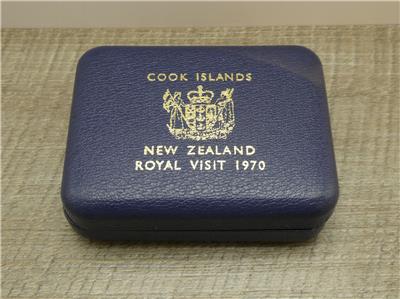 COOK ISLANDS
NEW ZEALAND
ROYAL VISIT 1970